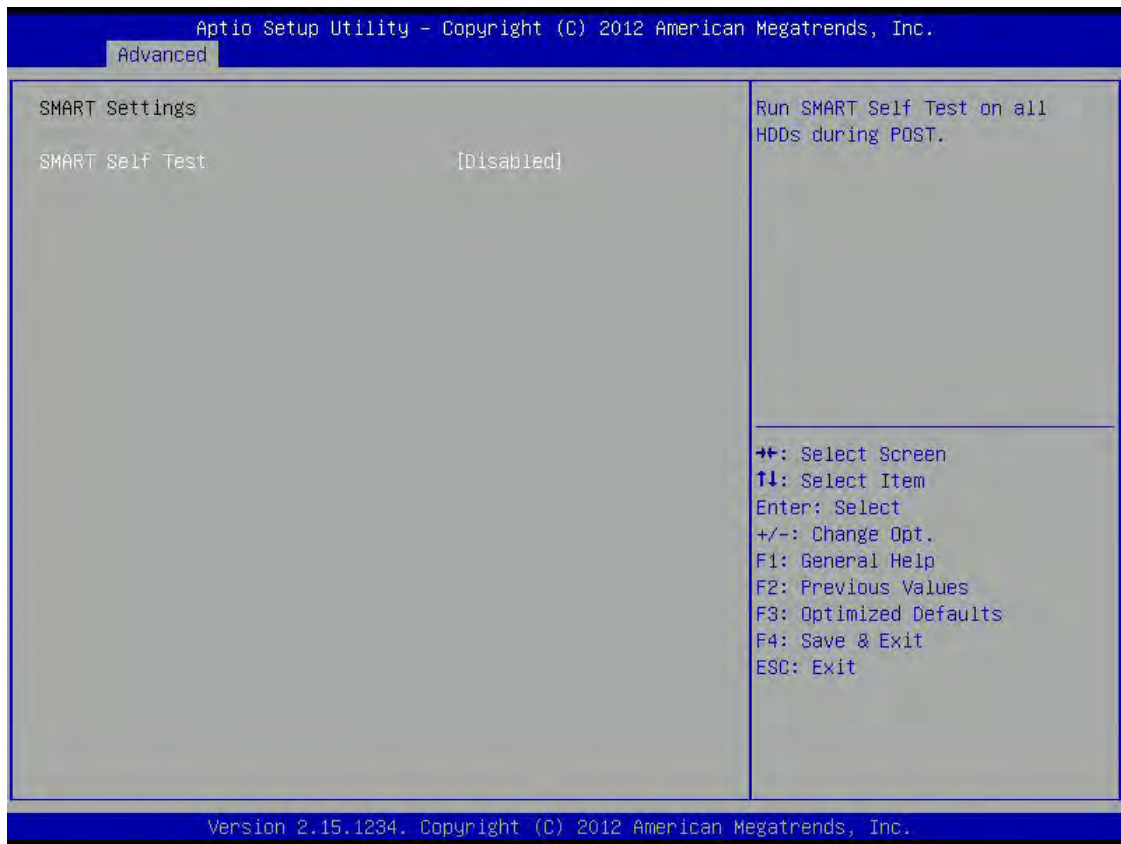 Aptio Setup Utility – Copyright (C) 2012 American Megatrends, Inc.
Advanced
SMART Settings
SMART Self Test [Disabled]
Run SMART Self Test on all
HDDs during POST.
→←: Select Screen
↑↓: Select Item
Enter: Select
+/-: Change Opt.
F1: General Help
F2: Previous Values
F3: Optimized Defaults
F4: Save & Exit
ESC: Exit
Version 2.15.1234. Copyright (C) 2012 American Megatrends, Inc.